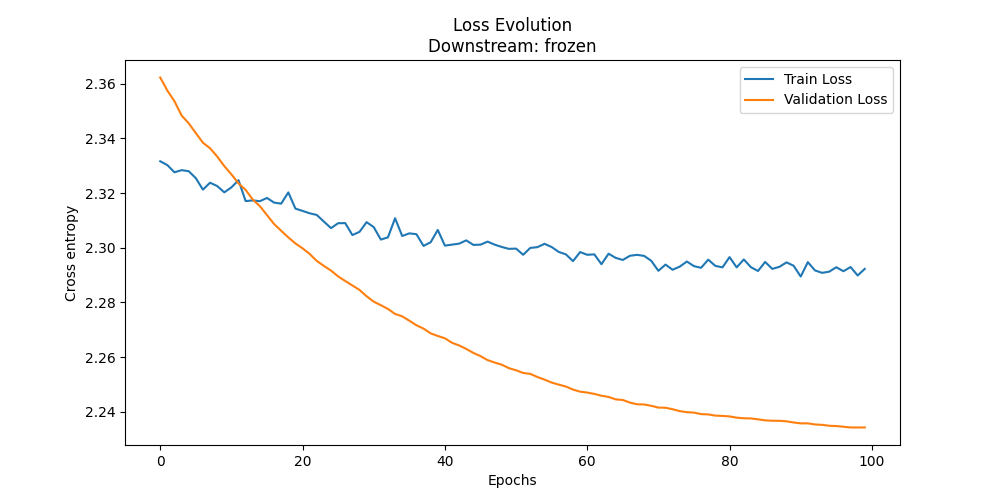 Loss Evolution
Downstream: frozen
Train Loss
Validation Loss
Cross entropy
2.36
2.34
2.32
2.30
2.28
2.26
2.24
0 20 40 60 80 100
Epochs